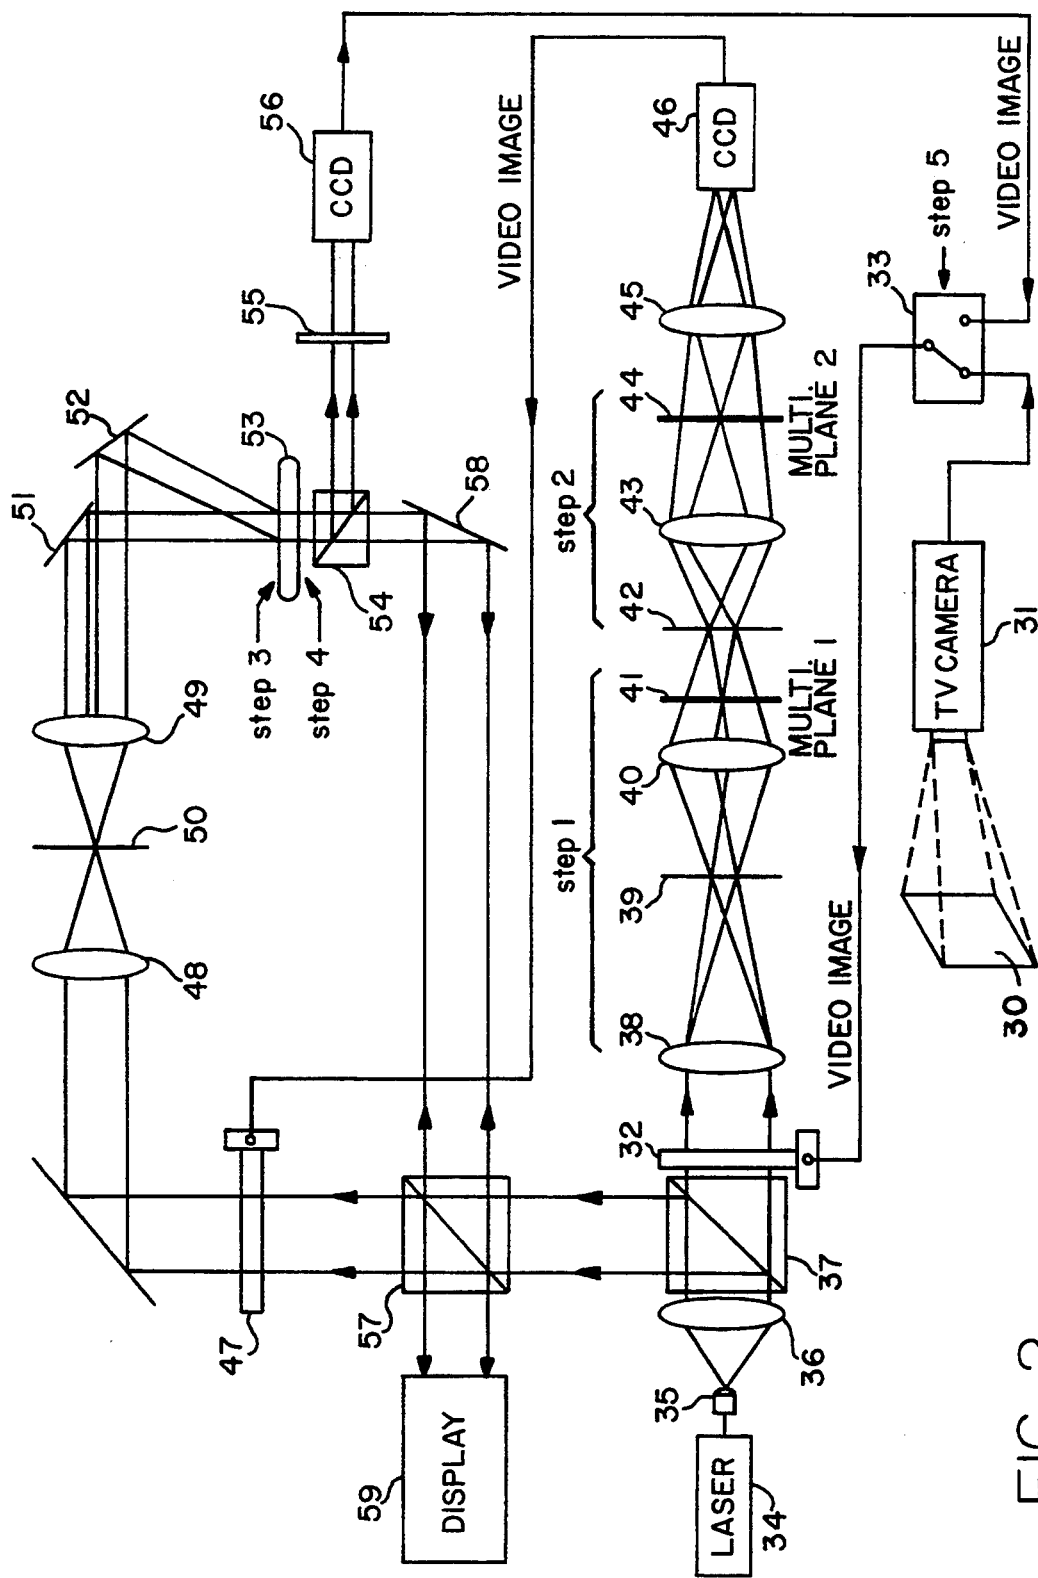 51
52
48
50
49
47
step 3
53
55
56
step 4
CCD
57
54
59
58
DISPLAY
VIDEO IMAGE
step 1
step 2
32
38
39
40
41
42
43
44
45
46
LASER
35
CCD
34
36
37
MULTI.
PLANE 1
MULTI.
PLANE 2
VIDEO IMAGE
33
step 5
TV CAMERA
30
31
VIDEO IMAGE
FIG